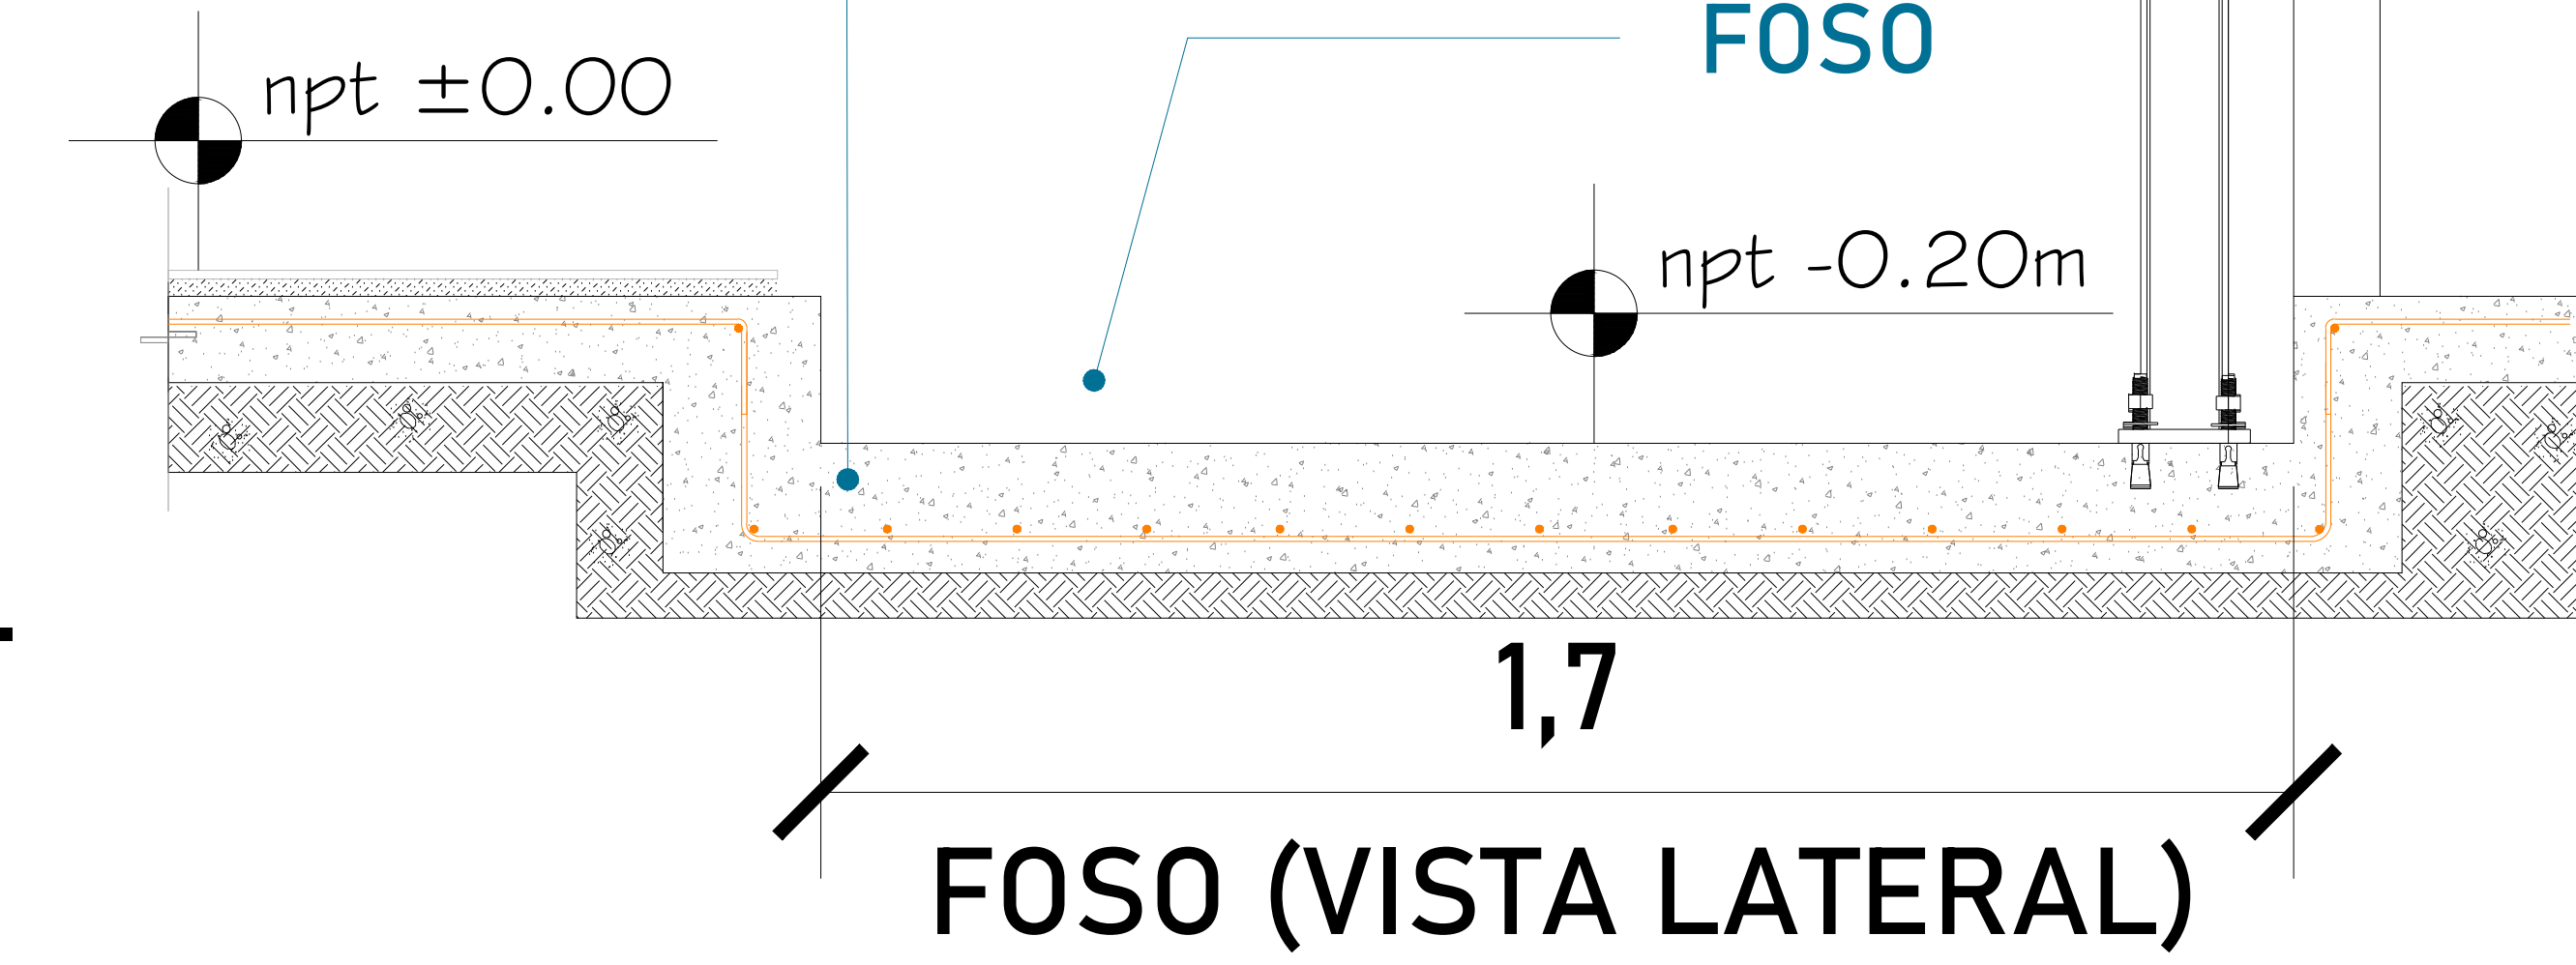 FOSO
npt ±0.00
npt -0.20m
1,7
FOSO (VISTA LATERAL)